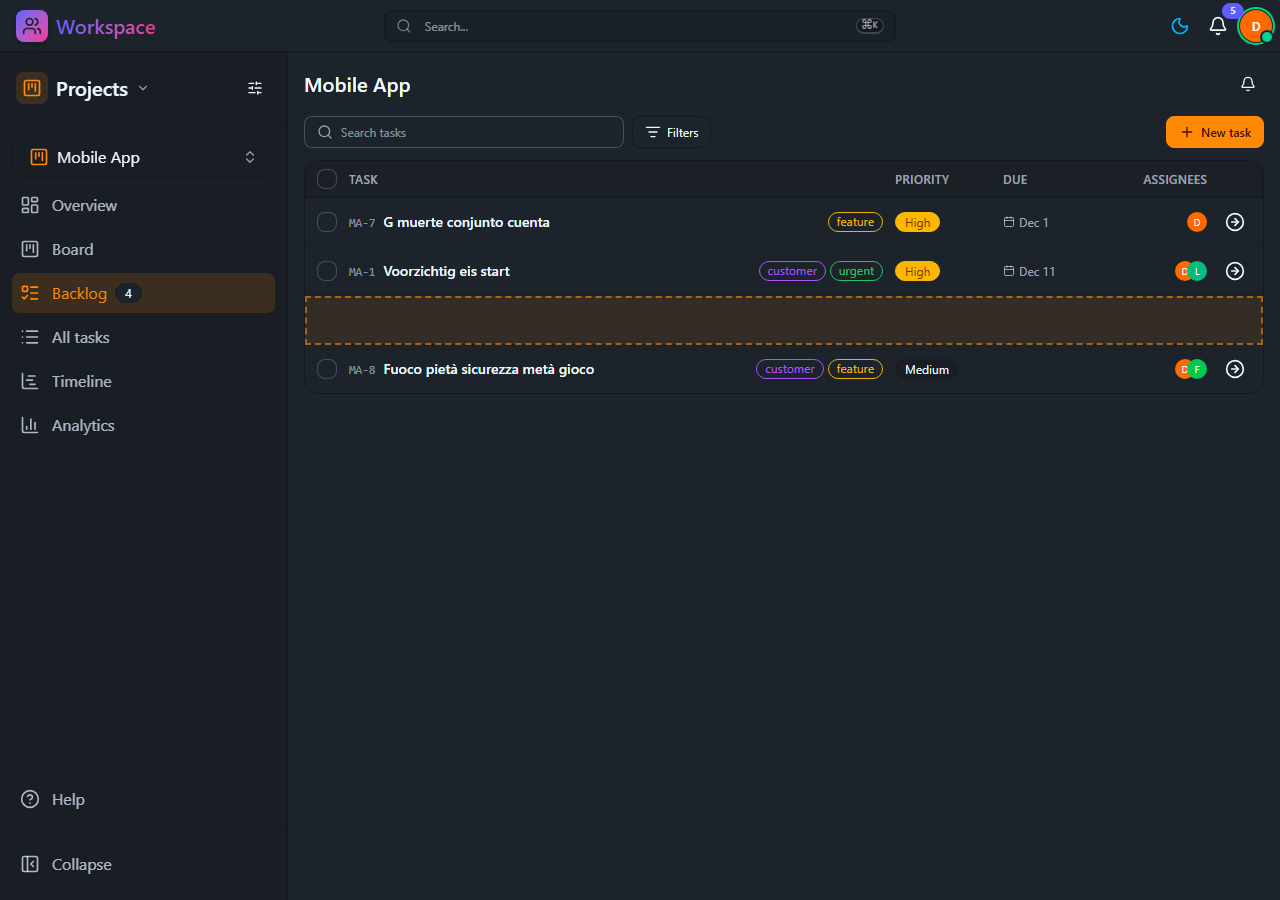 Workspace
Search...
⌘K
5
D
Projects
Mobile App
Overview
Board
Backlog 4
All tasks
Timeline
Analytics
Help
Collapse
Mobile App
Search tasks
Filters
New task
TASK PRIORITY DUE ASSIGNEES
MA-7 G muerte conjunto cuenta feature High Dec 1 D
MA-1 Voorzichtig eis start customer urgent High Dec 11 D L
MA-8 Fuoco pietà sicurezza metà gioco customer feature Medium D F